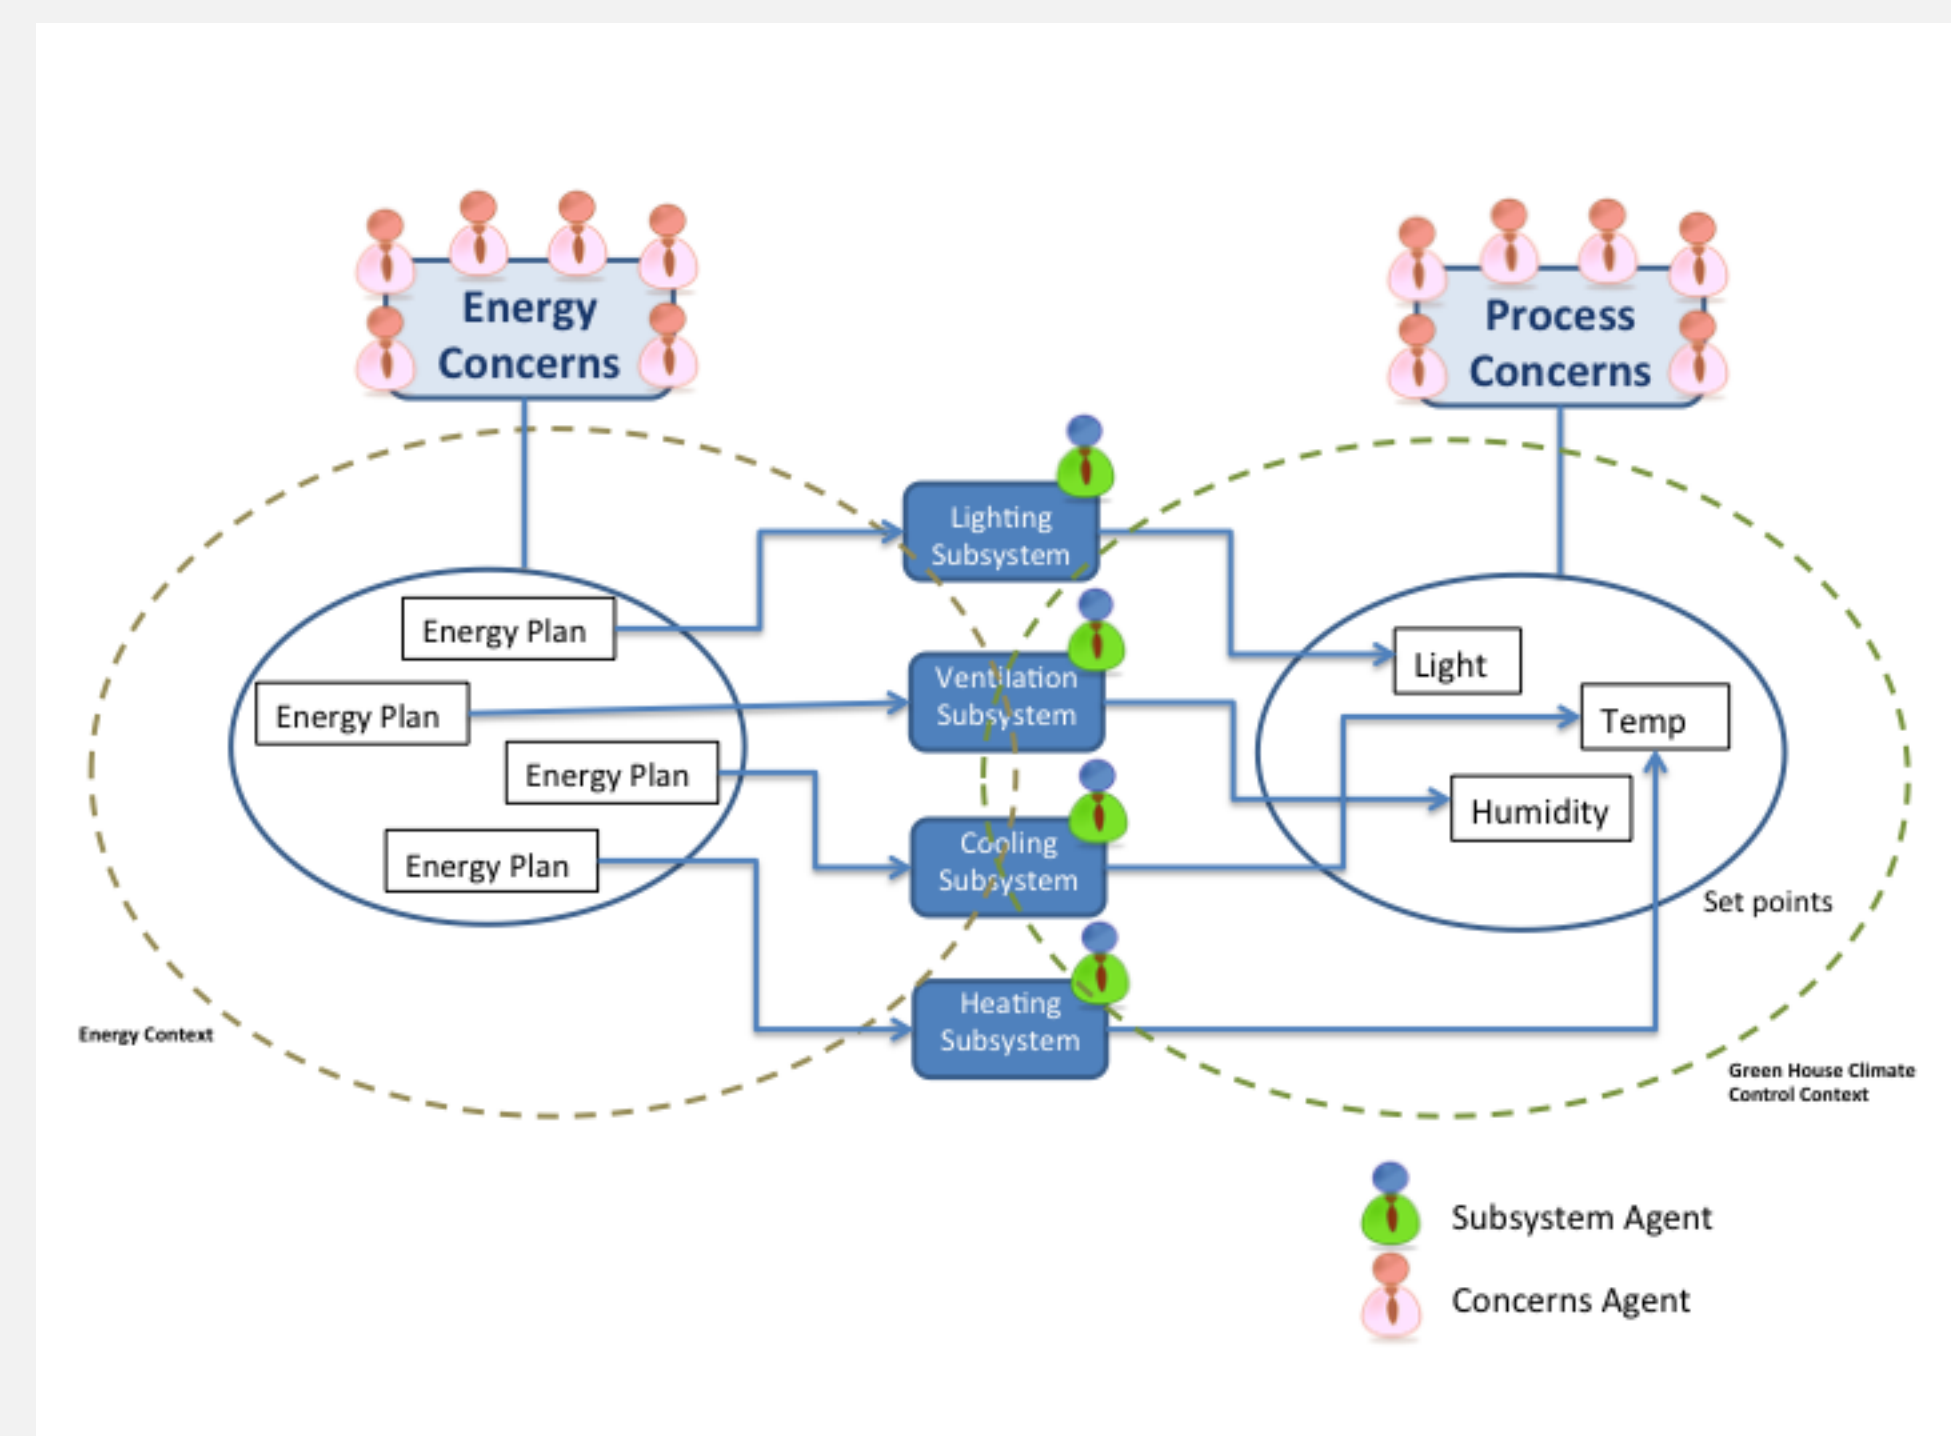 Energy
Concerns
Process
Concerns
Lighting
Subsystem
Energy Plan
Light
Ventilation
Subsystem
Energy Plan
Temp
Energy Plan
Humidity
Cooling
Subsystem
Energy Plan
Set points
Heating
Subsystem
Energy Context
Green House Climate
Control Context
Subsystem Agent
Concerns Agent